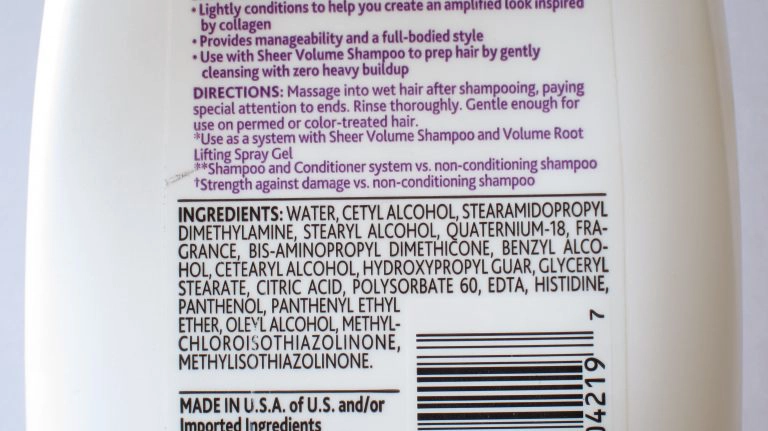 • Lightly conditions to help you create an amplified look inspired
by collagen
• Provides manageability and a full-bodied style
• Use with Sheer Volume Shampoo to prep hair by gently
cleansing with zero heavy buildup
DIRECTIONS: Massage into wet hair after shampooing, paying
special attention to ends. Rinse thoroughly. Gentle enough for
use on permed or color-treated hair.
*Use as a system with Sheer Volume Shampoo and Volume Root
Lifting Spray Gel
**Shampoo and Conditioner system vs. non-conditioning shampoo
†Strength against damage vs. non-conditioning shampoo
INGREDIENTS: WATER, CETYL ALCOHOL, STEARAMIDOPROPYL
DIMETHYLAMINE, STEARYL ALCOHOL, QUATERNIUM-18, FRA-
GRANCE, BIS-AMINOPROPYL DIMETHICONE, BENZYL ALCO-
HOL, CETEARYL ALCOHOL, HYDROXYPROPYL GUAR, GLYCERYL
STEARATE, CITRIC ACID, POLYSORBATE 60, EDTA, HISTIDINE,
PANTHENOL, PANTHENYL ETHYL
ETHER, OLEYL ALCOHOL, METHYL-
CHLOROISOTHIAZOLINONE,
METHYLISOTHIAZOLINONE.
MADE IN U.S.A. of U.S. and/or
Imported Ingredients
04219 7